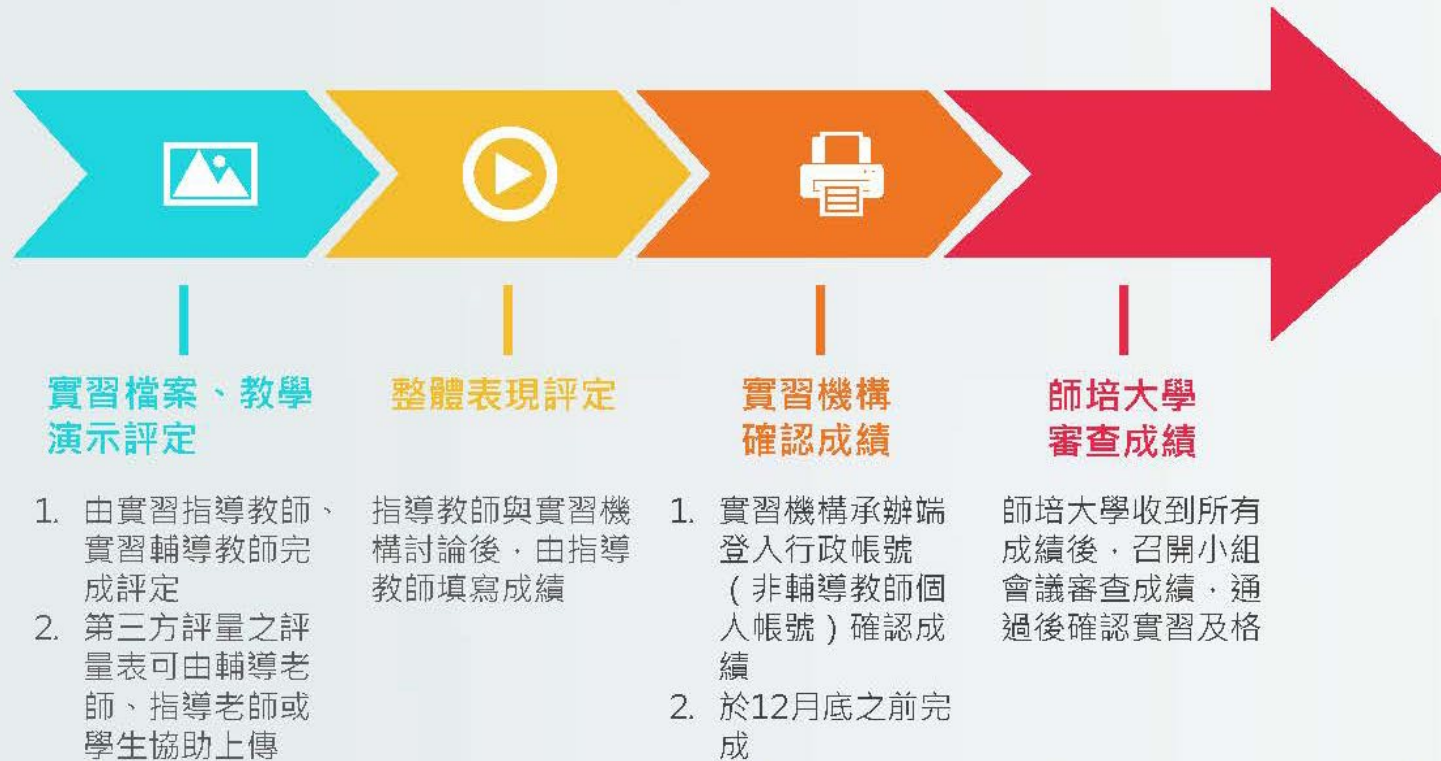 實習檔案、教學
演示評定
1. 由實習指導教師、
實習輔導教師完
成評定
2. 第三方評量之評
量表可由輔導老
師、指導老師或
學生協助上傳
整體表現評定
指導教師與實習機
構討論後，由指導
教師填寫成績
實習機構
確認成績
1. 實習機構承辦端
登入行政帳號
（非輔導教師個
人帳號）確認成
績
2. 於12月底之前完
成
師培大學
審查成績
師培大學收到所有
成績後，召開小組
會議審查成績，通
過後確認實習及格